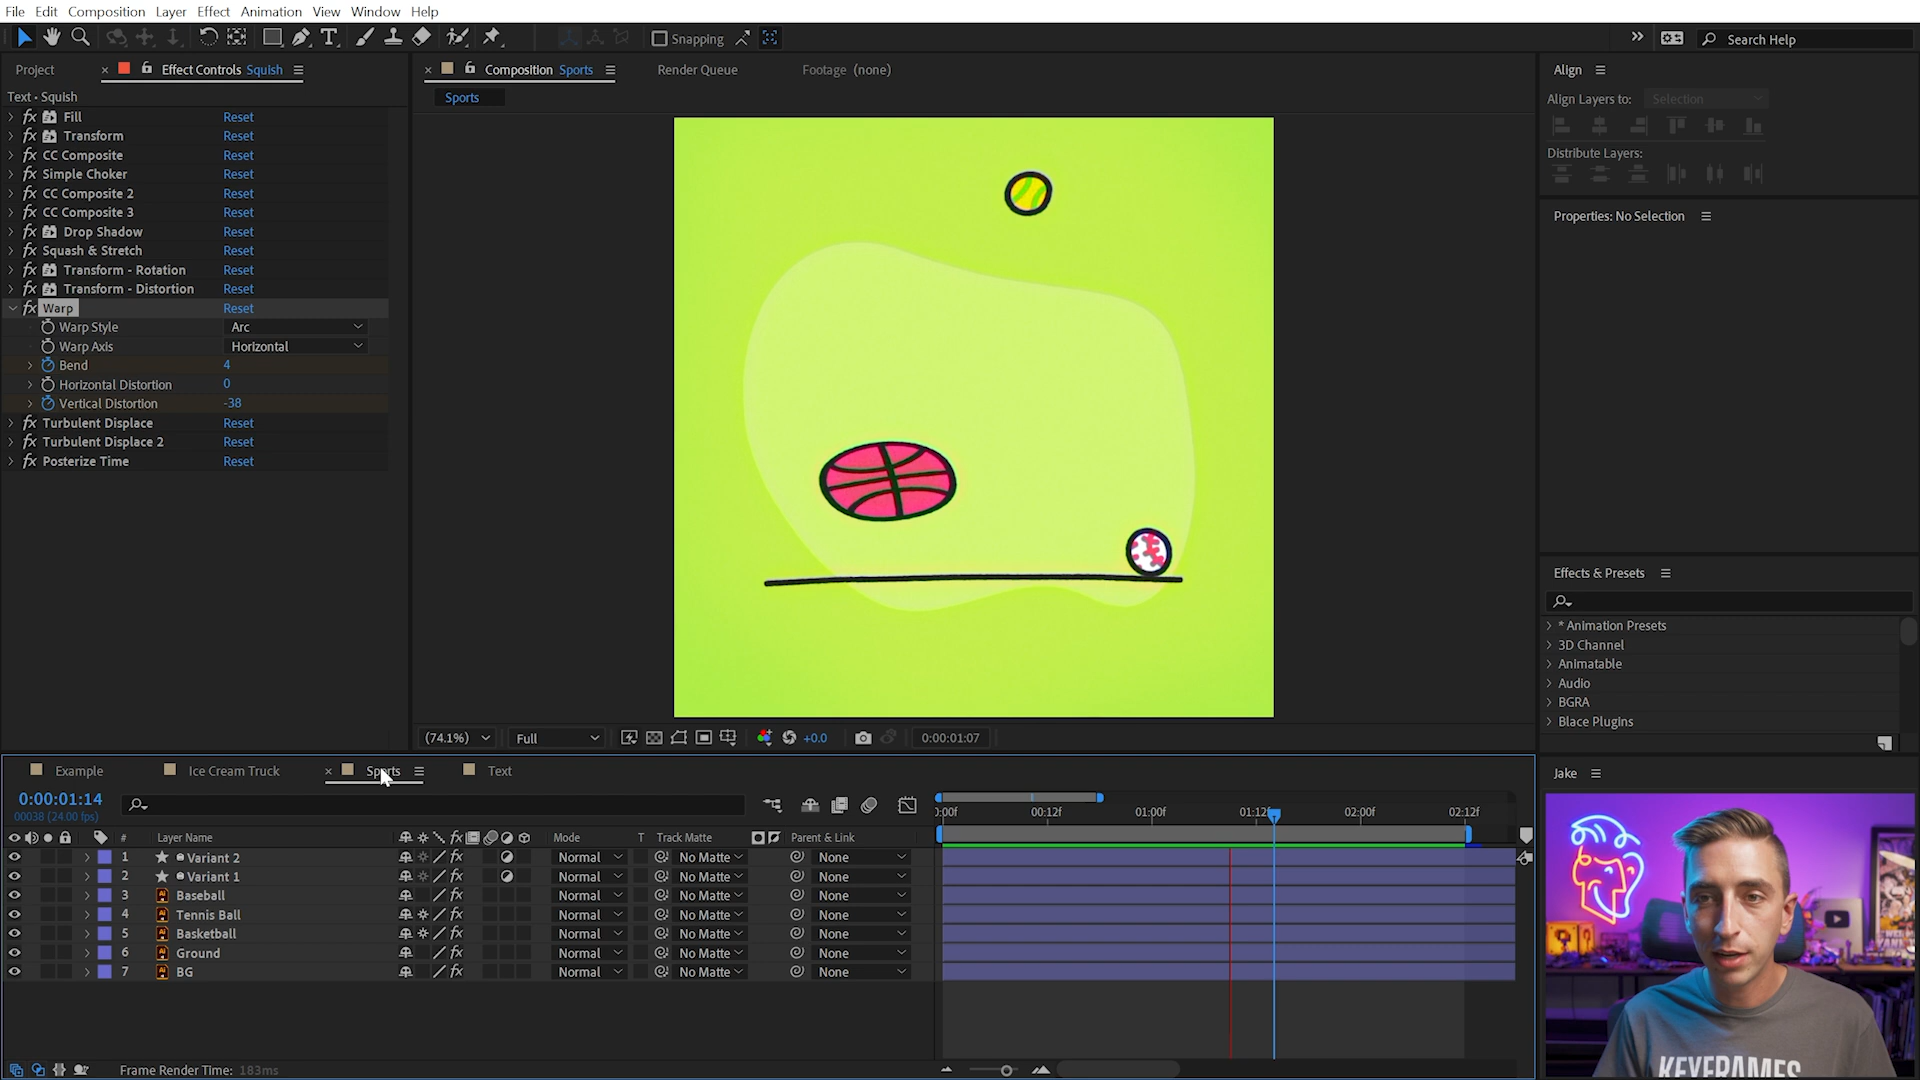 File Edit Composition Layer Effect Animation View Window Help
Snapping
Search Help
Project
Effect Controls Squish
Composition Sports
Render Queue
Footage (none)
Align
Text • Squish
Sports
Align Layers to: Selection
Fill Reset
Transform Reset
CC Composite Reset
Simple Choker Reset
CC Composite 2 Reset
CC Composite 3 Reset
Drop Shadow Reset
Squash & Stretch Reset
Transform - Rotation Reset
Transform - Distortion Reset
Warp Reset
Warp Style Arc
Warp Axis Horizontal
Bend 4
Horizontal Distortion 0
Vertical Distortion -38
Turbulent Displace Reset
Turbulent Displace 2 Reset
Posterize Time Reset
Distribute Layers:
Properties: No Selection
Effects & Presets
* Animation Presets
3D Channel
Animatable
Audio
BGRA
Blace Plugins
(74.1%) Full +0.0 0:00:01:07
Example Ice Cream Truck Sports Text
Jake
0:00:01:14
00038 (24.00 fps)
0:00f 00:12f 01:00f 01:12f 02:00f 02:12f
# Layer Name Mode T Track Matte Parent & Link
1 Variant 2 Normal No Matte None
2 Variant 1 Normal No Matte None
3 Baseball Normal No Matte None
4 Tennis Ball Normal No Matte None
5 Basketball Normal No Matte None
6 Ground Normal No Matte None
7 BG Normal No Matte None
Frame Render Time: 183ms
KEYFRAMES